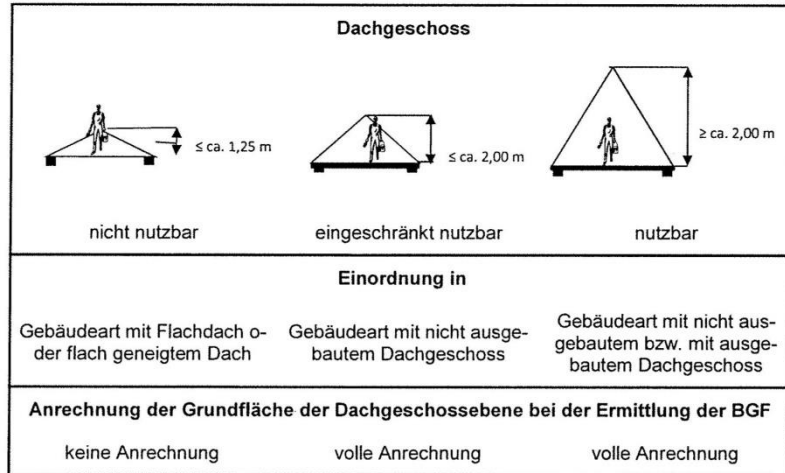 Dachgeschoss
≤ ca. 1,25 m
≤ ca. 2,00 m
≥ ca. 2,00 m
nicht nutzbar
eingeschränkt nutzbar
nutzbar
Einordnung in
Gebäudeart mit Flachdach o-
der flach geneigtem Dach
Gebäudeart mit nicht ausge-
bautem Dachgeschoss
Gebäudeart mit nicht aus-
gebautem bzw. mit ausge-
bautem Dachgeschoss
Anrechnung der Grundfläche der Dachgeschossebene bei der Ermittlung der BGF
keine Anrechnung
volle Anrechnung
volle Anrechnung